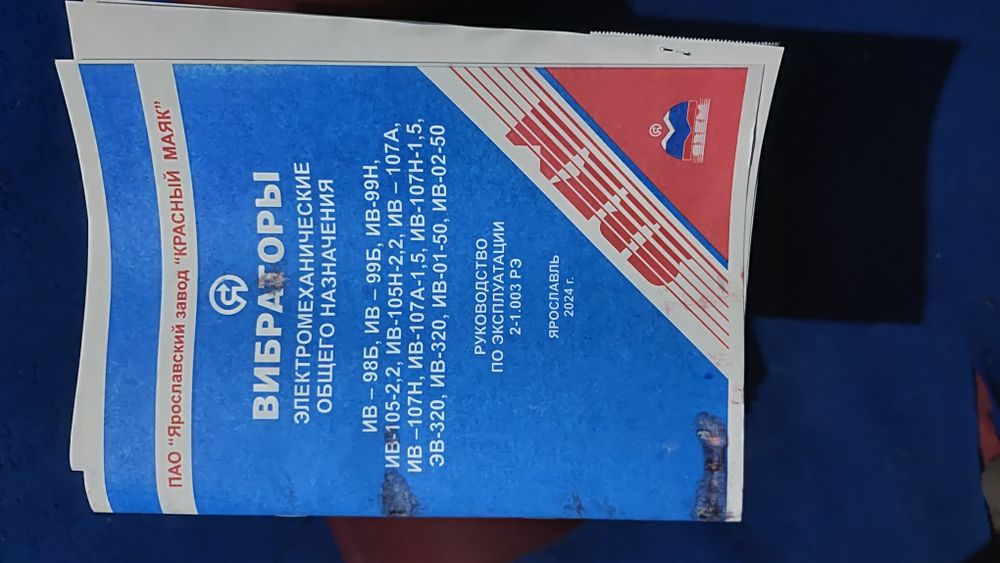 ПАО “Ярославский завод “КРАСНЫЙ МАЯК”
ВИБРАТОРЫ
ЭЛЕКТРОМЕХАНИЧЕСКИЕ
ОБЩЕГО НАЗНАЧЕНИЯ
ИВ – 98Б, ИВ – 99Б, ИВ-99Н,
ИВ-105-2,2, ИВ-105Н-2,2, ИВ – 107А,
ИВ –107Н, ИВ-107А-1,5, ИВ-107Н-1,5,
ЭВ-320, ИВ-320, ИВ-01-50, ИВ-02-50
РУКОВОДСТВО
ПО ЭКСПЛУАТАЦИИ
2-1.003 РЭ
ЯРОСЛАВЛЬ
2024 г.